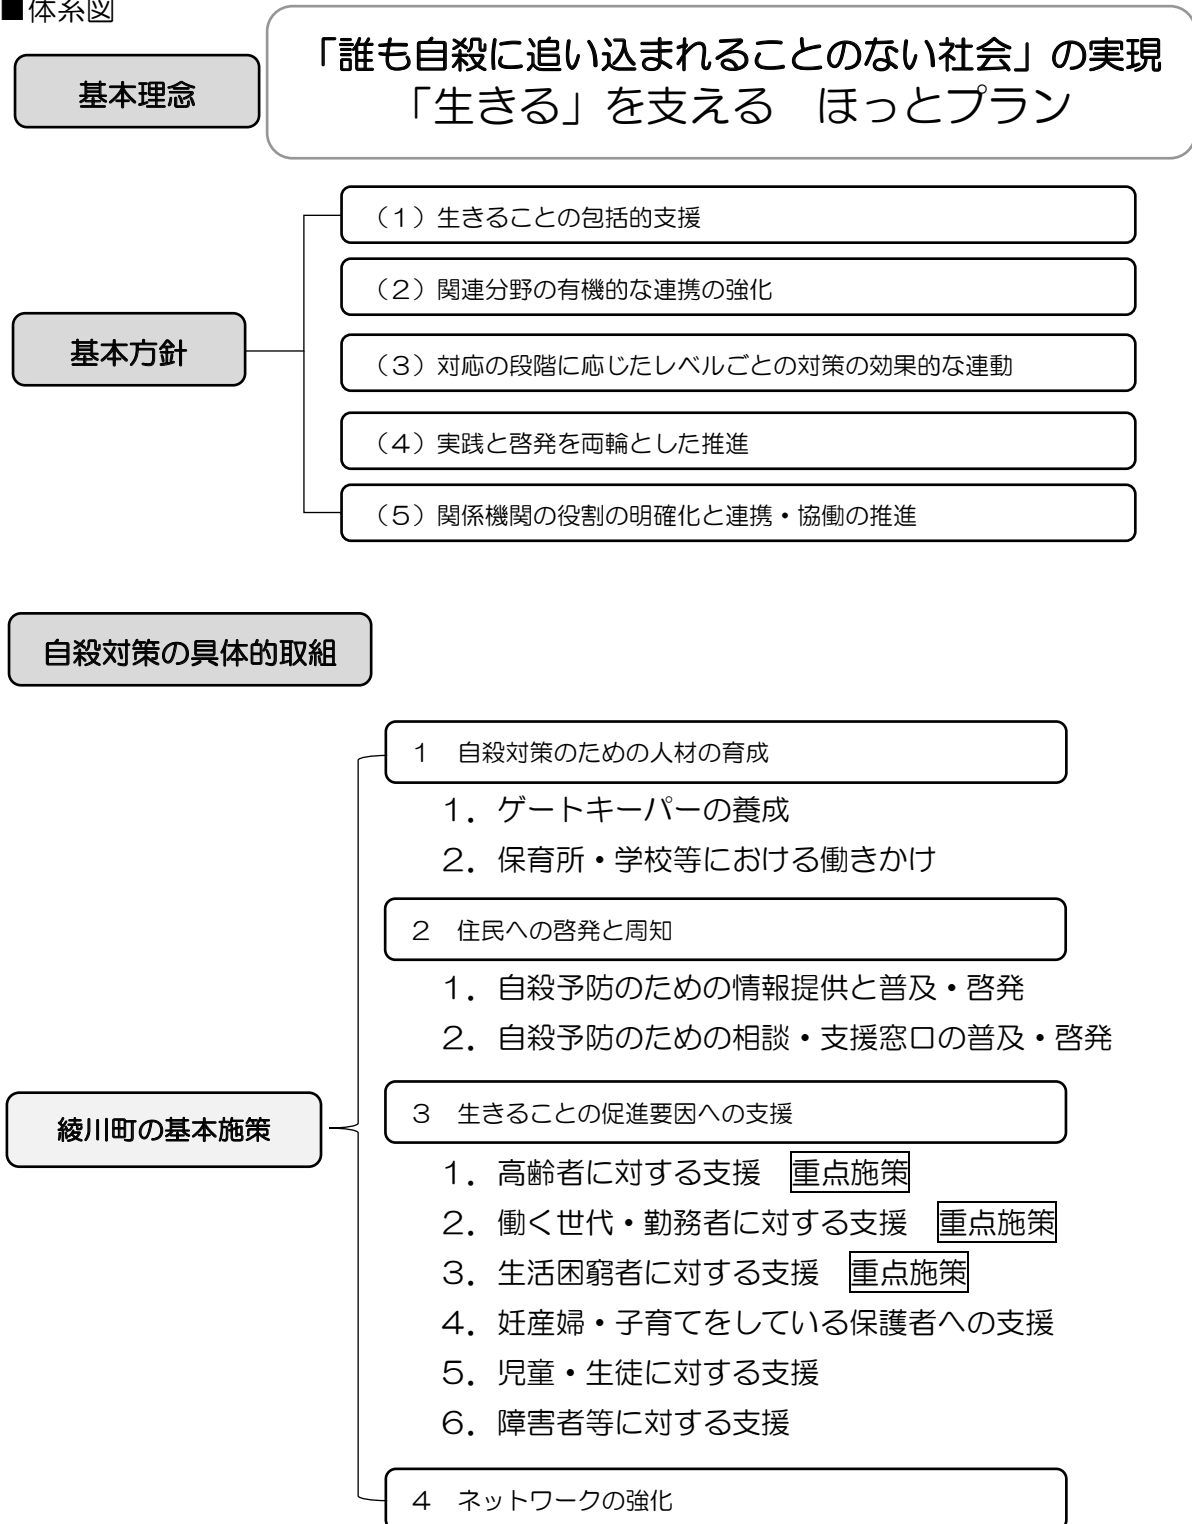 ■体系図
基本理念
「誰も自殺に追い込まれることのない社会」の実現
「生きる」を支える　ほっとプラン
基本方針
（１）生きることの包括的支援
（２）関連分野の有機的な連携の強化
（３）対応の段階に応じたレベルごとの対策の効果的な連動
（４）実践と啓発を両輪とした推進
（５）関係機関の役割の明確化と連携・協働の推進
自殺対策の具体的取組
綾川町の基本施策
１　自殺対策のための人材の育成
１．ゲートキーパーの養成
２．保育所・学校等における働きかけ
２　住民への啓発と周知
１．自殺予防のための情報提供と普及・啓発
２．自殺予防のための相談・支援窓口の普及・啓発
３　生きることの促進要因への支援
１．高齢者に対する支援　重点施策
２．働く世代・勤務者に対する支援　重点施策
３．生活困窮者に対する支援　重点施策
４．妊産婦・子育てをしている保護者への支援
５．児童・生徒に対する支援
６．障害者等に対する支援
４　ネットワークの強化